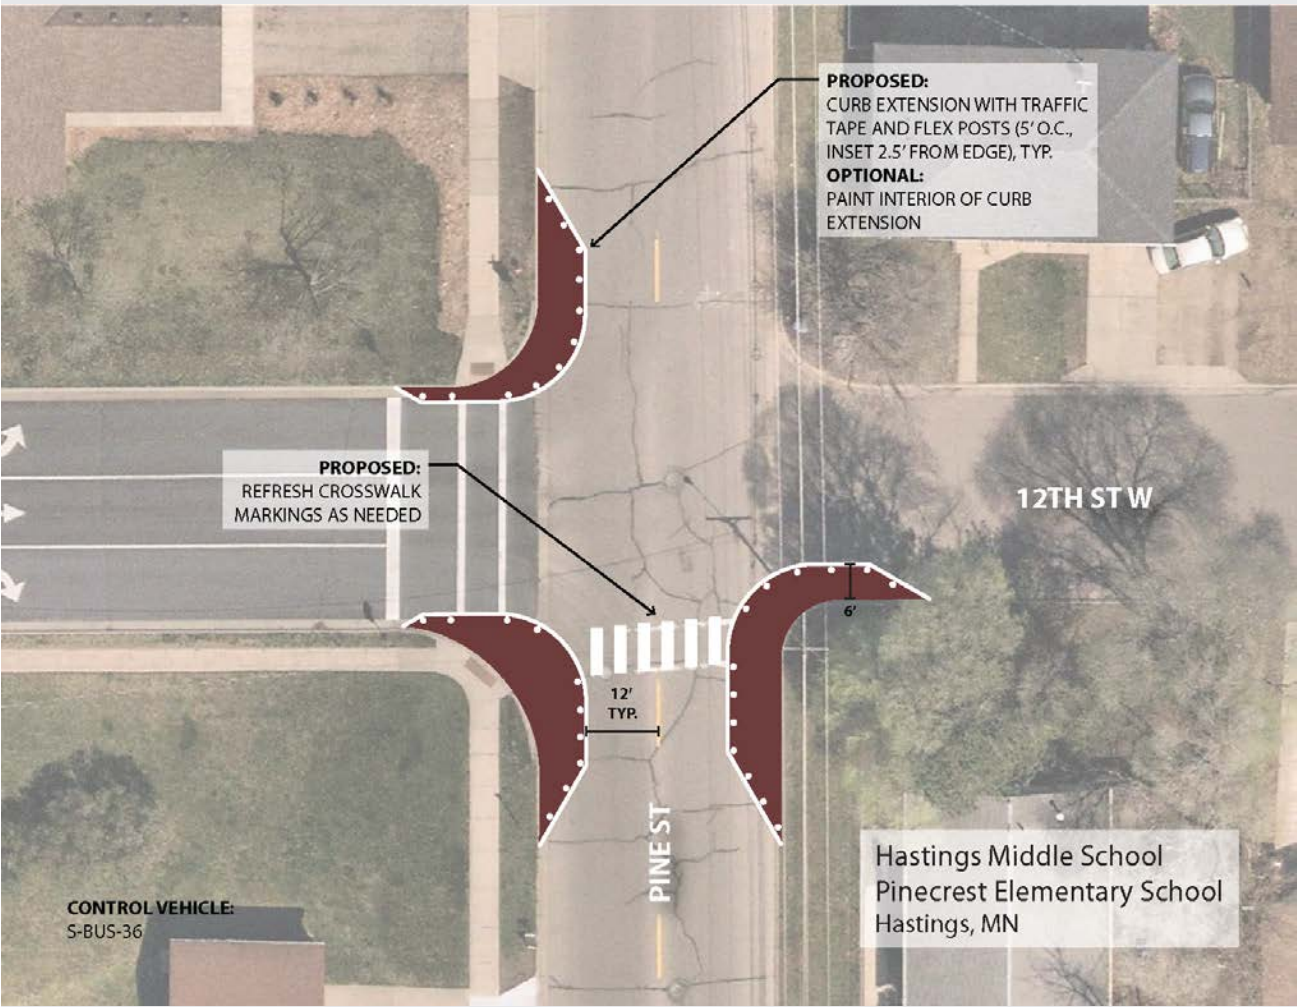 PROPOSED:
CURB EXTENSION WITH TRAFFIC
TAPE AND FLEX POSTS (5' O.C.,
INSET 2.5' FROM EDGE), TYP.
OPTIONAL:
PAINT INTERIOR OF CURB
EXTENSION
PROPOSED:
REFRESH CROSSWALK
MARKINGS AS NEEDED
12TH ST W
6'
12'
TYP.
PINE ST
Hastings Middle School
Pinecrest Elementary School
Hastings, MN
CONTROL VEHICLE:
S-BUS-36